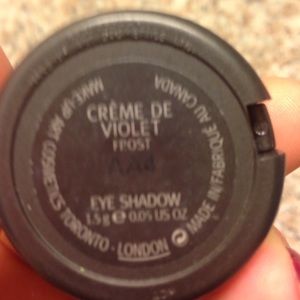 CRÈME DE
VIOLET
FROST
AA4
EYE SHADOW
1.5 g ℮ 0.05 US OZ
MAKE-UP ART COSMETICS TORONTO - LONDON
MADE IN/FABRIQUÉ AU CANADA